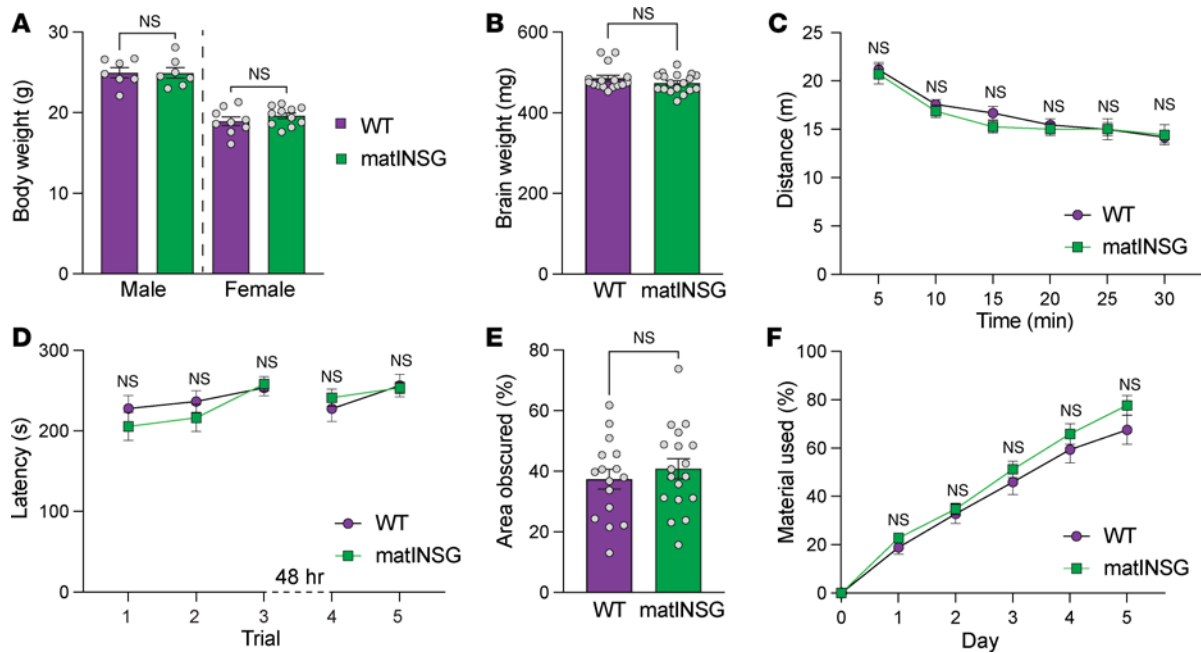 A
NS
NS
30
20
10
0
Body weight (g)
Male
Female
WT
matINSG
B
NS
600
400
200
0
Brain weight (mg)
WT
matINSG
C
25
20
15
10
5
0
Distance (m)
NS
NS
NS
NS
NS
NS
WT
matINSG
5
10
15
20
25
30
Time (min)
D
300
200
100
0
Latency (s)
NS
NS
NS
NS
NS
WT
matINSG
48 hr
1
2
3
4
5
Trial
E
NS
80
60
40
20
0
Area obscured (%)
WT
matINSG
F
100
80
60
40
20
0
Material used (%)
NS
NS
NS
NS
NS
WT
matINSG
0
1
2
3
4
5
Day